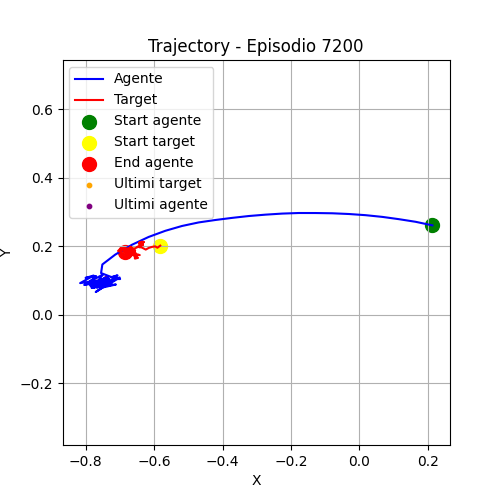 Trajectory - Episodio 7200
Agente
Target
Start agente
Start target
End agente
Ultimi target
Ultimi agente
Y
0.6
0.4
0.2
0.0
−0.2
−0.8
−0.6
−0.4
−0.2
0.0
0.2
X